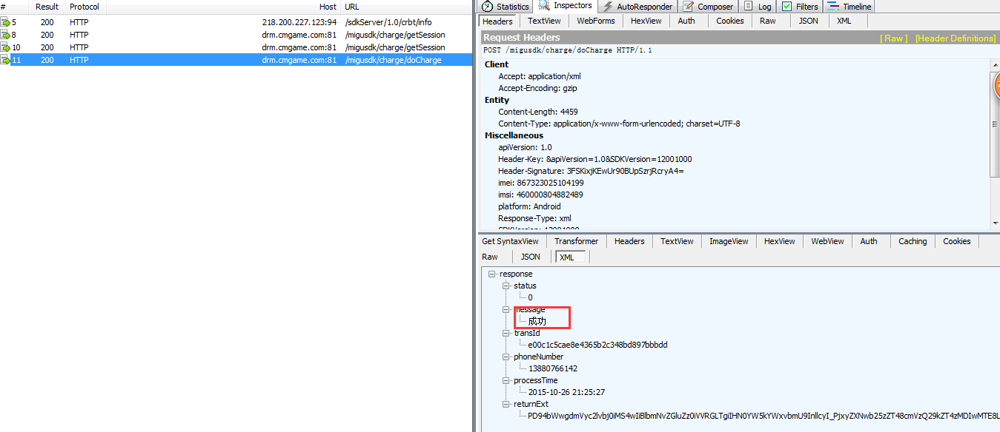 # Result Protocol Host URL
5 200 HTTP 218.200.227.123:94 /sdkServer/1.0/crbt/info
8 200 HTTP drm.cmgame.com:81 /migusdk/charge/getSession
10 200 HTTP drm.cmgame.com:81 /migusdk/charge/getSession
11 200 HTTP drm.cmgame.com:81 /migusdk/charge/doCharge
Statistics Inspectors AutoResponder Composer Log Filters Timeline
Headers TextView WebForms HexView Auth Cookies Raw JSON XML
Request Headers [ Raw ] [Header Definitions]
POST /migusdk/charge/doCharge HTTP/1.1
Client
Accept: application/xml
Accept-Encoding: gzip
Entity
Content-Length: 4459
Content-Type: application/x-www-form-urlencoded; charset=UTF-8
Miscellaneous
apiVersion: 1.0
Header-Key: &apiVersion=1.0&SDKVersion=12001000
Header-Signature: 3FSKixjKEwUr90BUpSzrjRcryA4=
imei: 867323025104199
imsi: 460000804882489
platform: Android
Response-Type: xml
SDKVersion: 12001000
Get SyntaxView Transformer Headers TextView ImageView HexView WebView Auth Caching Cookies
Raw JSON XML
response
status
0
message
成功
transId
e00c1c5cae8e4365b2c348bd897bbbdd
phoneNumber
13880766142
processTime
2015-10-26 21:25:27
returnExt
PD94bWwgdmVyc2lvbj0iMS4wIiBlbmNvZGluZz0iVVRGLTgiIHN0YW5kYWxvbmU9InllcyI_PjxyZXNwb25zZT48cmVzQ29kZT4zMDIwMTE8L